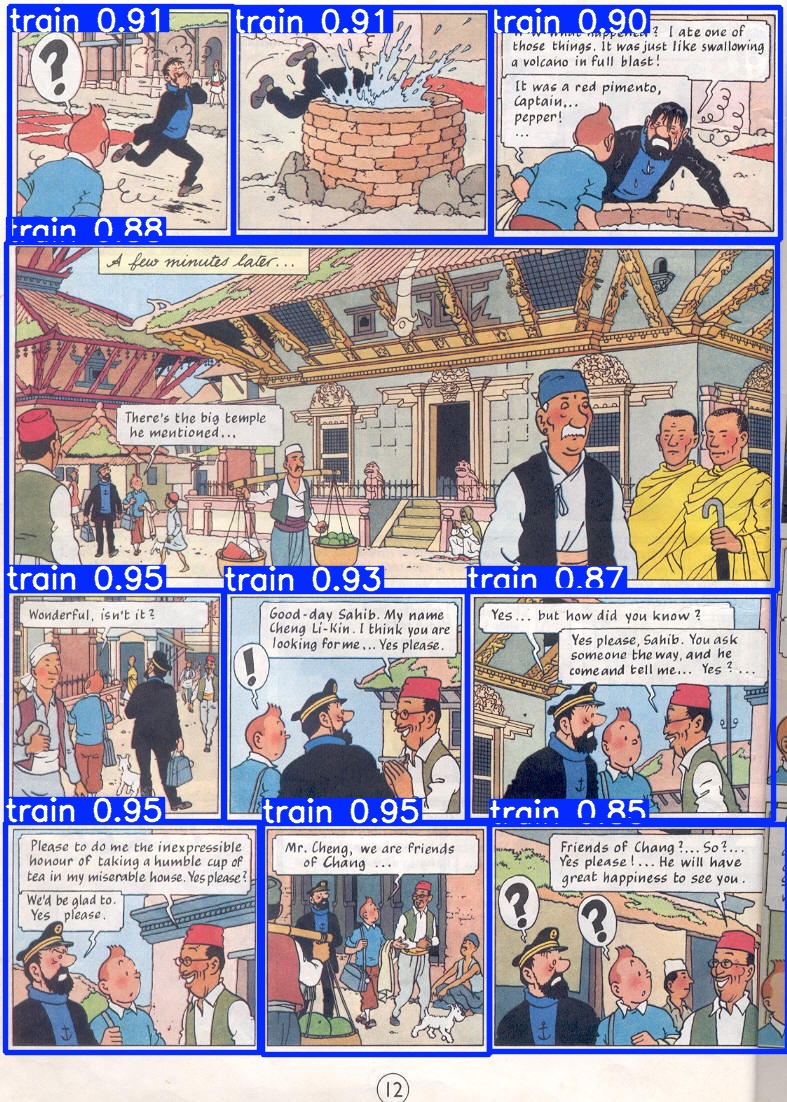 train 0.91
train 0.91
train 0.90
?
happened? I ate one of
those things. It was just like swallowing
a volcano in full blast!
It was a red pimento,
Captain...
pepper!
...
train 0.88
A few minutes later...
There's the big temple
he mentioned...
train 0.95
train 0.93
train 0.87
Wonderful, isn't it?
Good-day Sahib. My name
Cheng Li-Kin. I think you are
looking for me... Yes please.
!
Yes... but how did you know?
Yes please, Sahib. You ask
someone the way, and he
come and tell me... Yes?...
train 0.95
train 0.95
train 0.85
Please to do me the inexpressible
honour of taking a humble cup of
tea in my miserable house. Yes please?
We'd be glad to.
Yes please.
Mr. Cheng, we are friends
of Chang ...
Friends of Chang?... So?...
Yes please!... He will have
great happiness to see you.
?
?
12